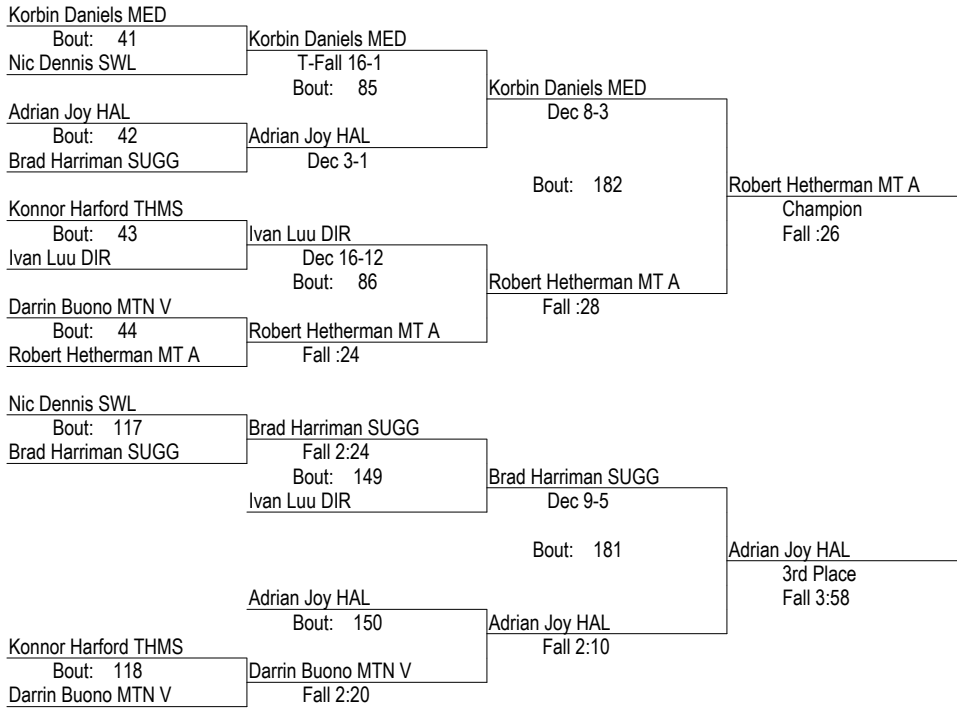 Korbin Daniels MED
Bout: 41
Nic Dennis SWL
Korbin Daniels MED
T-Fall 16-1
Bout: 85
Korbin Daniels MED
Dec 8-3
Adrian Joy HAL
Bout: 42
Brad Harriman SUGG
Adrian Joy HAL
Dec 3-1
Bout: 182
Robert Hetherman MT A
Champion
Fall :26
Konnor Harford THMS
Bout: 43
Ivan Luu DIR
Ivan Luu DIR
Dec 16-12
Bout: 86
Robert Hetherman MT A
Fall :28
Darrin Buono MTN V
Bout: 44
Robert Hetherman MT A
Robert Hetherman MT A
Fall :24
Nic Dennis SWL
Bout: 117
Brad Harriman SUGG
Brad Harriman SUGG
Fall 2:24
Bout: 149
Ivan Luu DIR
Brad Harriman SUGG
Dec 9-5
Bout: 181
Adrian Joy HAL
3rd Place
Fall 3:58
Adrian Joy HAL
Bout: 150
Adrian Joy HAL
Fall 2:10
Konnor Harford THMS
Bout: 118
Darrin Buono MTN V
Darrin Buono MTN V
Fall 2:20